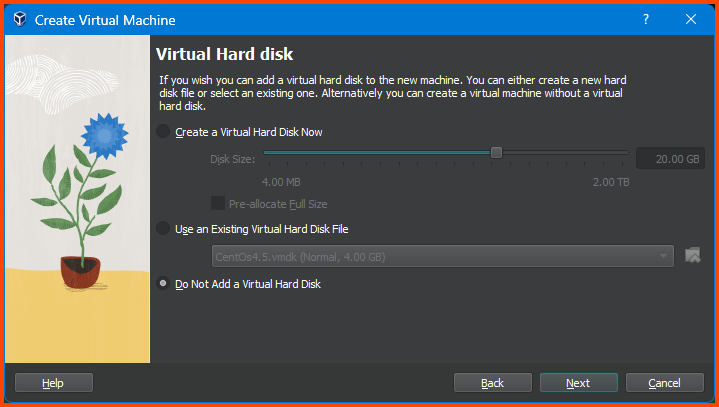 Create Virtual Machine
?
Virtual Hard disk
If you wish you can add a virtual hard disk to the new machine. You can either create a new hard
disk file or select an existing one. Alternatively you can create a virtual machine without a virtual
hard disk.
Create a Virtual Hard Disk Now
Disk Size:
20.00 GB
4.00 MB
2.00 TB
Pre-allocate Full Size
Use an Existing Virtual Hard Disk File
CentOs4.5.vmdk (Normal, 4.00 GB)
Do Not Add a Virtual Hard Disk
Help
Back
Next
Cancel